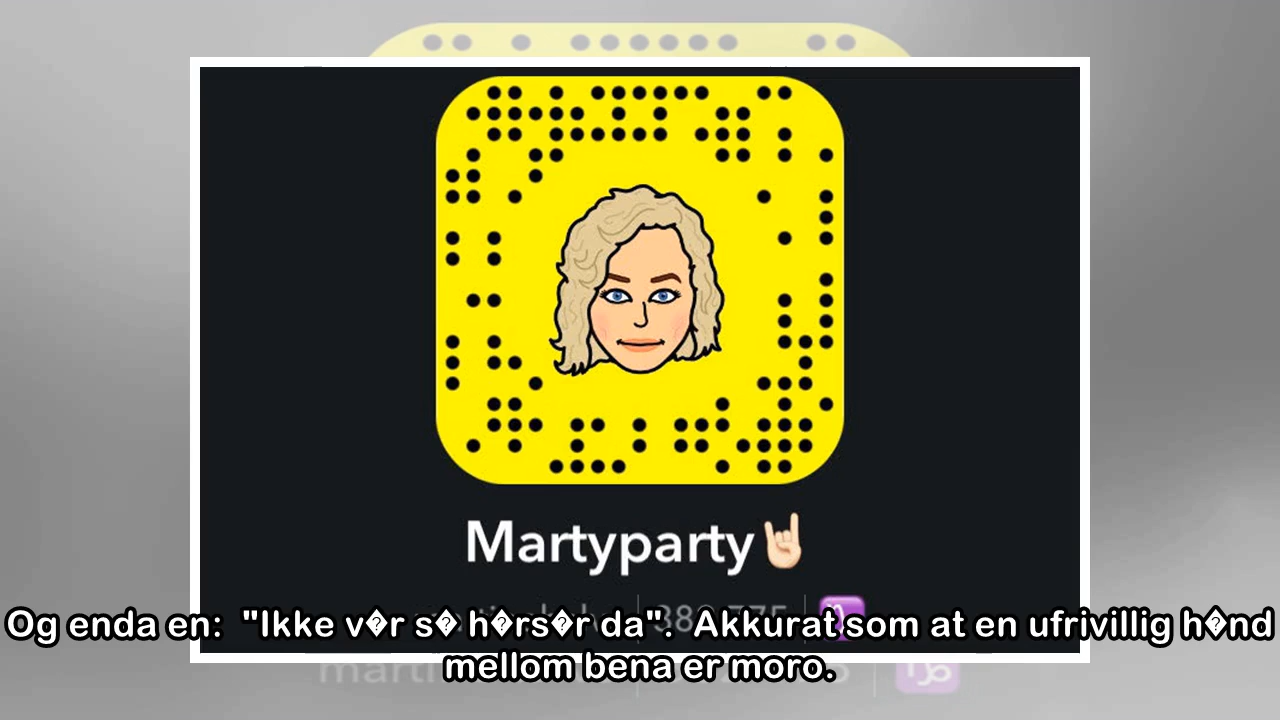 Martyparty🤘🏻
Og enda en: "Ikke v�r s� h�rs�r da". Akkurat som at en ufrivillig h�nd
mellom bena er moro.